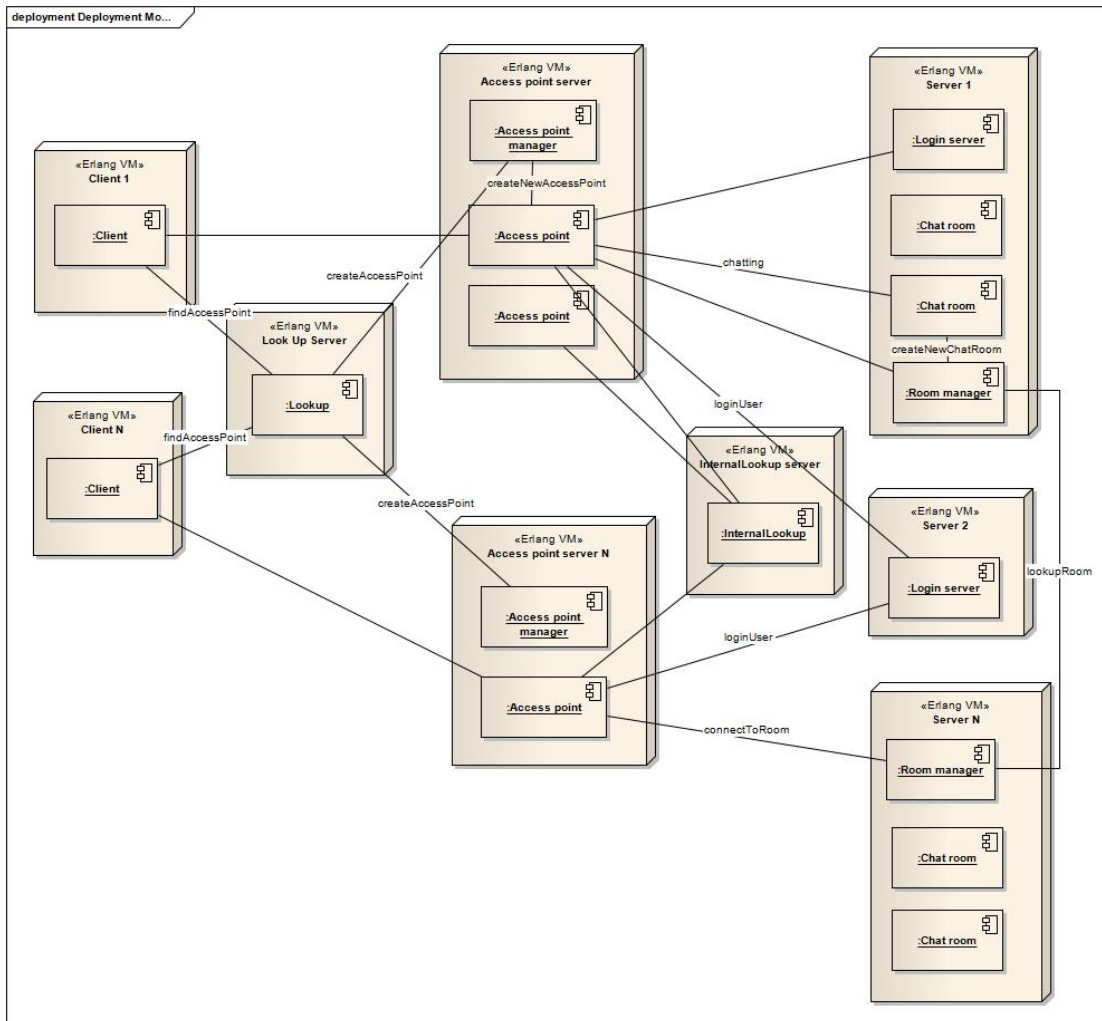 deployment Deployment Mo...
«Erlang VM»
Client 1
:Client
findAccessPoint
«Erlang VM»
Client N
:Client
findAccessPoint
«Erlang VM»
Look Up Server
:Lookup
createAccessPoint
createAccessPoint
«Erlang VM»
Access point server
:Access point
manager
createNewAccessPoint
:Access point
:Access point
«Erlang VM»
Access point server N
:Access point
manager
:Access point
«Erlang VM»
InternalLookup server
:InternalLookup
chatting
loginUser
loginUser
connectToRoom
«Erlang VM»
Server 1
:Login server
:Chat room
:Chat room
createNewChatRoom
:Room manager
lookupRoom
«Erlang VM»
Server 2
:Login server
«Erlang VM»
Server N
:Room manager
:Chat room
:Chat room